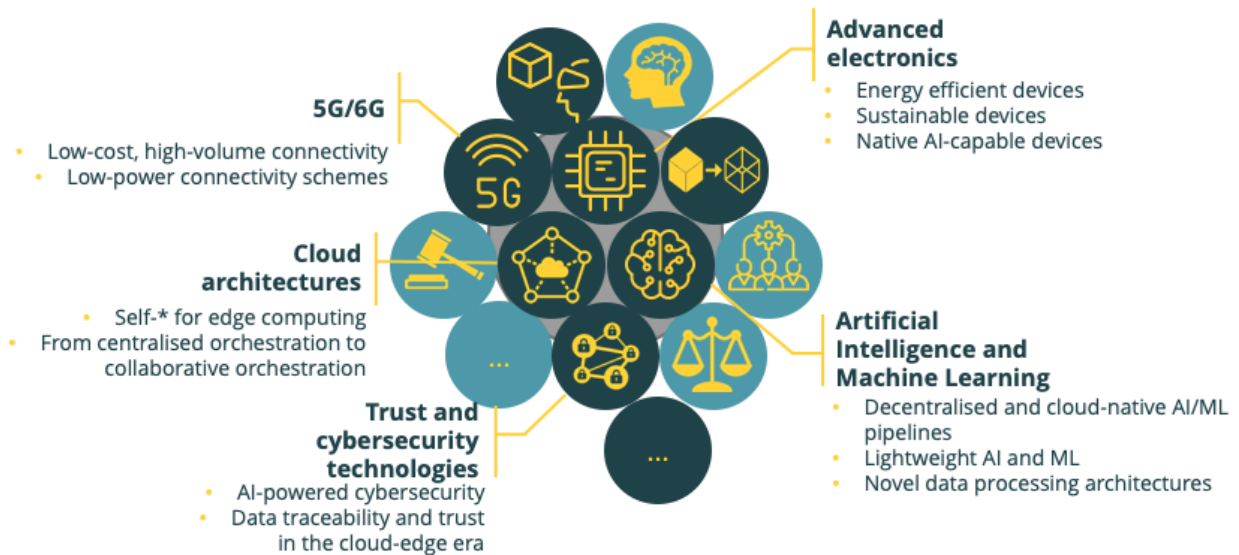 Advanced
electronics
• Energy efficient devices
• Sustainable devices
• Native AI-capable devices
5G/6G
• Low-cost, high-volume connectivity
• Low-power connectivity schemes
5G
Cloud
architectures
• Self-* for edge computing
• From centralised orchestration to
collaborative orchestration
...
Artificial
Intelligence and
Machine Learning
• Decentralised and cloud-native AI/ML
pipelines
• Lightweight AI and ML
• Novel data processing architectures
Trust and
cybersecurity
technologies
• AI-powered cybersecurity
• Data traceability and trust
in the cloud-edge era
...